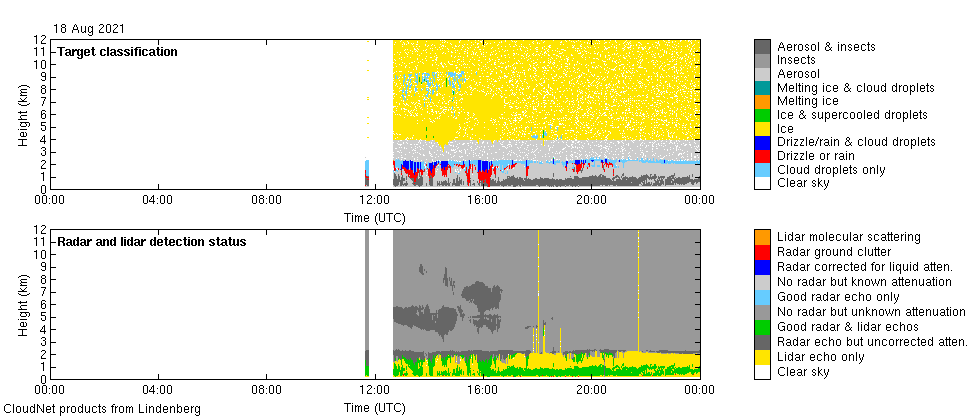 18 Aug 2021
Target classification
Height (km)
12
11
10
9
8
7
6
5
4
3
2
1
0
00:00 04:00 08:00 12:00 16:00 20:00 00:00
Time (UTC)
Aerosol & insects
Insects
Aerosol
Melting ice & cloud droplets
Melting ice
Ice & supercooled droplets
Ice
Drizzle/rain & cloud droplets
Drizzle or rain
Cloud droplets only
Clear sky
Radar and lidar detection status
Height (km)
12
11
10
9
8
7
6
5
4
3
2
1
0
00:00 04:00 08:00 12:00 16:00 20:00 00:00
Time (UTC)
Lidar molecular scattering
Radar ground clutter
Radar corrected for liquid atten.
No radar but known attenuation
Good radar echo only
No radar but unknown attenuation
Good radar & lidar echos
Radar echo but uncorrected atten.
Lidar echo only
Clear sky
CloudNet products from Lindenberg